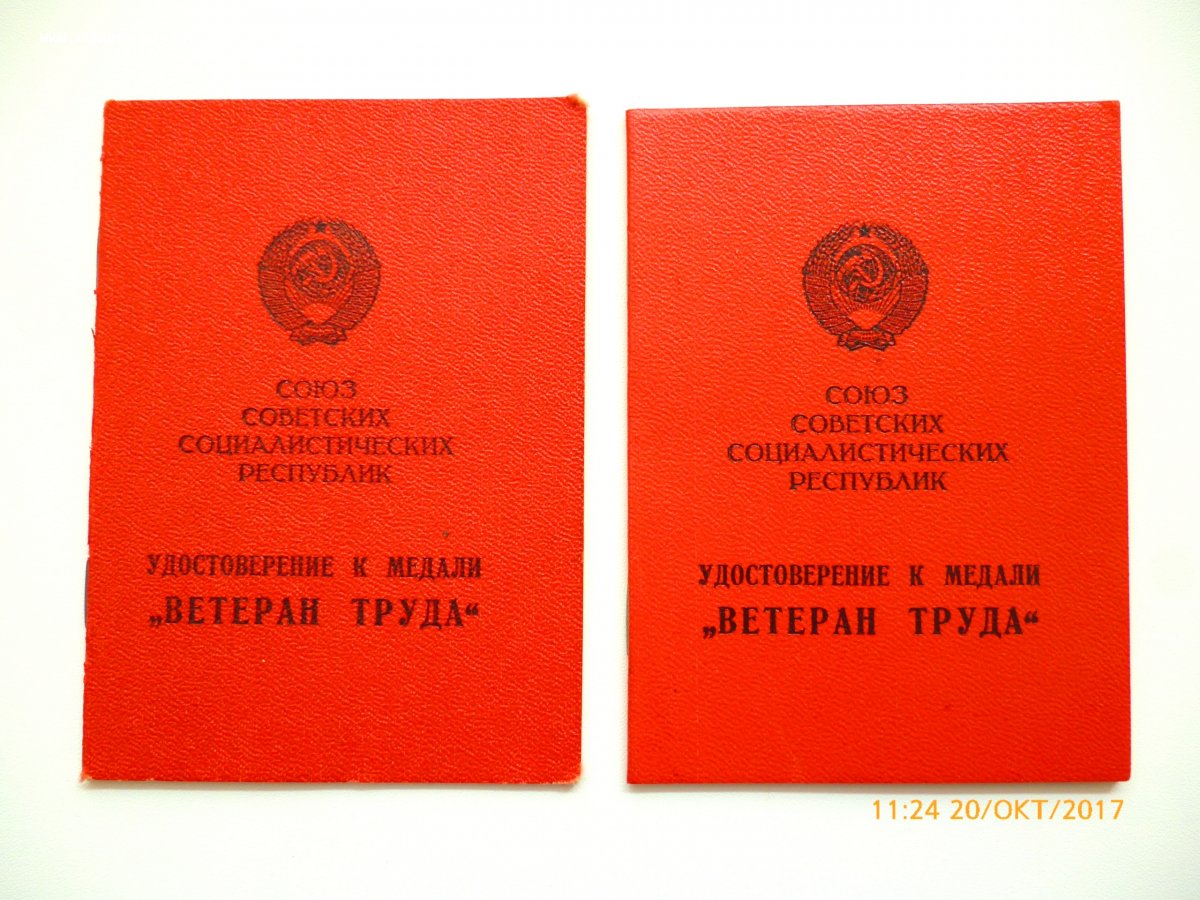 СОЮЗ
СОВЕТСКИХ
СОЦИАЛИСТИЧЕСКИХ
РЕСПУБЛИК
УДОСТОВЕРЕНИЕ К МЕДАЛИ
„ВЕТЕРАН ТРУДА“
СОЮЗ
СОВЕТСКИХ
СОЦИАЛИСТИЧЕСКИХ
РЕСПУБЛИК
УДОСТОВЕРЕНИЕ К МЕДАЛИ
„ВЕТЕРАН ТРУДА“
11:24 20/ОКТ/2017